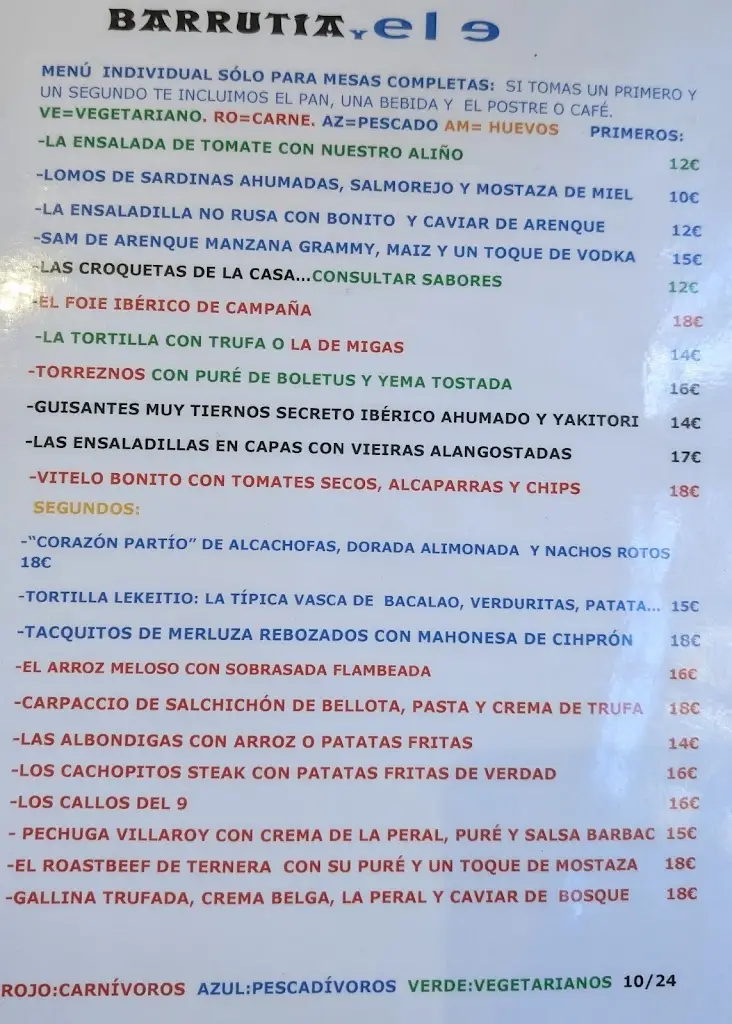 BARRUTIA Y el 9
MENÚ INDIVIDUAL SÓLO PARA MESAS COMPLETAS: SI TOMAS UN PRIMERO Y
UN SEGUNDO TE INCLUIMOS EL PAN, UNA BEBIDA Y EL POSTRE O CAFÉ.
VE=VEGETARIANO. RO=CARNE. AZ=PESCADO AM= HUEVOS PRIMEROS:
-LA ENSALADA DE TOMATE CON NUESTRO ALIÑO 12€
-LOMOS DE SARDINAS AHUMADAS, SALMOREJO Y MOSTAZA DE MIEL 10€
-LA ENSALADILLA NO RUSA CON BONITO Y CAVIAR DE ARENQUE 12€
-SAM DE ARENQUE MANZANA GRAMMY, MAIZ Y UN TOQUE DE VODKA 15€
-LAS CROQUETAS DE LA CASA...CONSULTAR SABORES 12€
-EL FOIE IBÉRICO DE CAMPAÑA 18€
-LA TORTILLA CON TRUFA O LA DE MIGAS 14€
-TORREZNOS CON PURÉ DE BOLETUS Y YEMA TOSTADA 16€
-GUISANTES MUY TIERNOS SECRETO IBÉRICO AHUMADO Y YAKITORI 14€
-LAS ENSALADILLAS EN CAPAS CON VIEIRAS ALANGOSTADAS 17€
-VITELO BONITO CON TOMATES SECOS, ALCAPARRAS Y CHIPS 18€
SEGUNDOS:
-"CORAZÓN PARTÍO" DE ALCACHOFAS, DORADA ALIMONADA Y NACHOS ROTOS
18€
-TORTILLA LEKEITIO: LA TÍPICA VASCA DE BACALAO, VERDURITAS, PATATA... 15€
-TACQUITOS DE MERLUZA REBOZADOS CON MAHONESA DE CIHPRÓN 18€
-EL ARROZ MELOSO CON SOBRASADA FLAMBEADA 16€
-CARPACCIO DE SALCHICHÓN DE BELLOTA, PASTA Y CREMA DE TRUFA 18€
-LAS ALBONDIGAS CON ARROZ O PATATAS FRITAS 14€
-LOS CACHOPITOS STEAK CON PATATAS FRITAS DE VERDAD 16€
-LOS CALLOS DEL 9 16€
- PECHUGA VILLAROY CON CREMA DE LA PERAL, PURÉ Y SALSA BARBAC 15€
-EL ROASTBEEF DE TERNERA CON SU PURÉ Y UN TOQUE DE MOSTAZA 18€
-GALLINA TRUFADA, CREMA BELGA, LA PERAL Y CAVIAR DE BOSQUE 18€
ROJO:CARNÍVOROS AZUL:PESCADÍVOROS VERDE:VEGETARIANOS 10/24